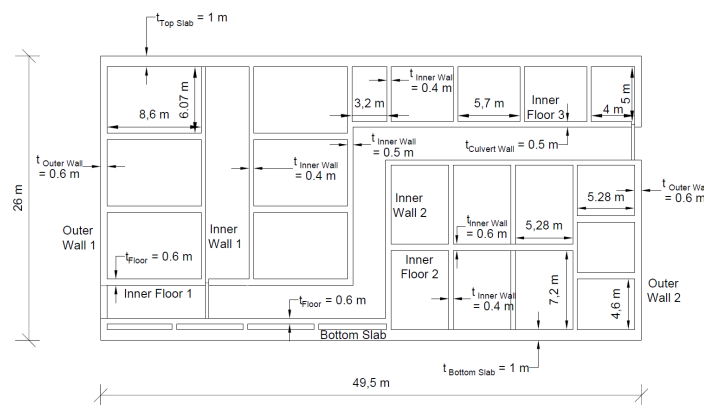 t Top Slab = 1 m
8,6 m
6.07 m
3,2 m
t Inner Wall
= 0.4 m
5,7 m
Inner
Floor 3
4 m
5 m
t Outer Wall
= 0.6 m
t Inner Wall
= 0.4 m
t Inner Wall
= 0.5 m
t Culvert Wall = 0.5 m
26 m
Outer
Wall 1
Inner
Wall 1
Inner
Wall 2
t Inner Wall
= 0.6 m
5,28 m
5.28 m
t Outer Wall
= 0.6 m
t Floor = 0.6 m
Inner Floor 1
Inner
Floor 2
t Inner Wall
= 0.4 m
7,2 m
4,6 m
Outer
Wall 2
t Floor = 0.6 m
Bottom Slab
t Bottom Slab = 1 m
49,5 m